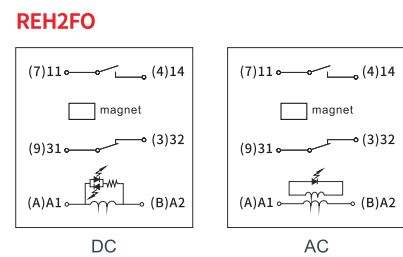 REH2FO
(7)11 (4)14 (7)11 (4)14
magnet magnet
(9)31 (3)32 (9)31 (3)32
(A)A1 (B)A2 (A)A1 (B)A2
DC AC